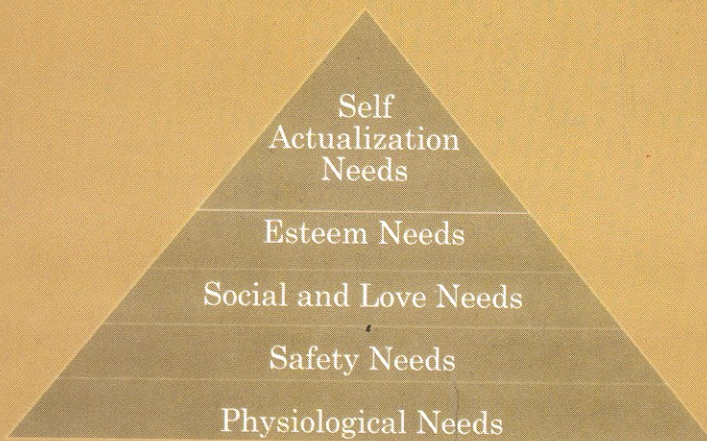 Self
Actualization
Needs
Esteem Needs
Social and Love Needs
Safety Needs
Physiological Needs